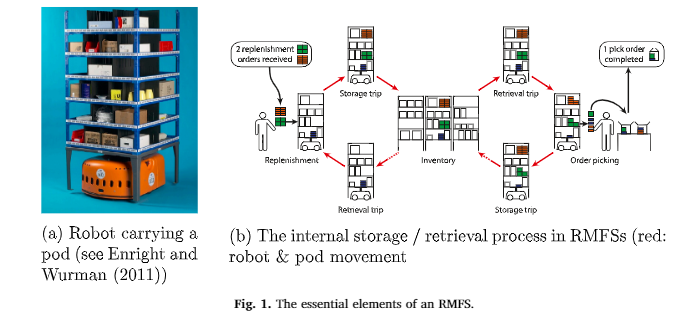 2 replenishment
orders received
1 pick order
completed
Storage trip
Retrieval trip
Replenishment
Inventory
Order picking
Retrieval trip
Storage trip
(a) Robot carrying a
pod (see Enright and
Wurman (2011))
(b) The internal storage / retrieval process in RMFSs (red:
robot & pod movement
Fig. 1. The essential elements of an RMFS.